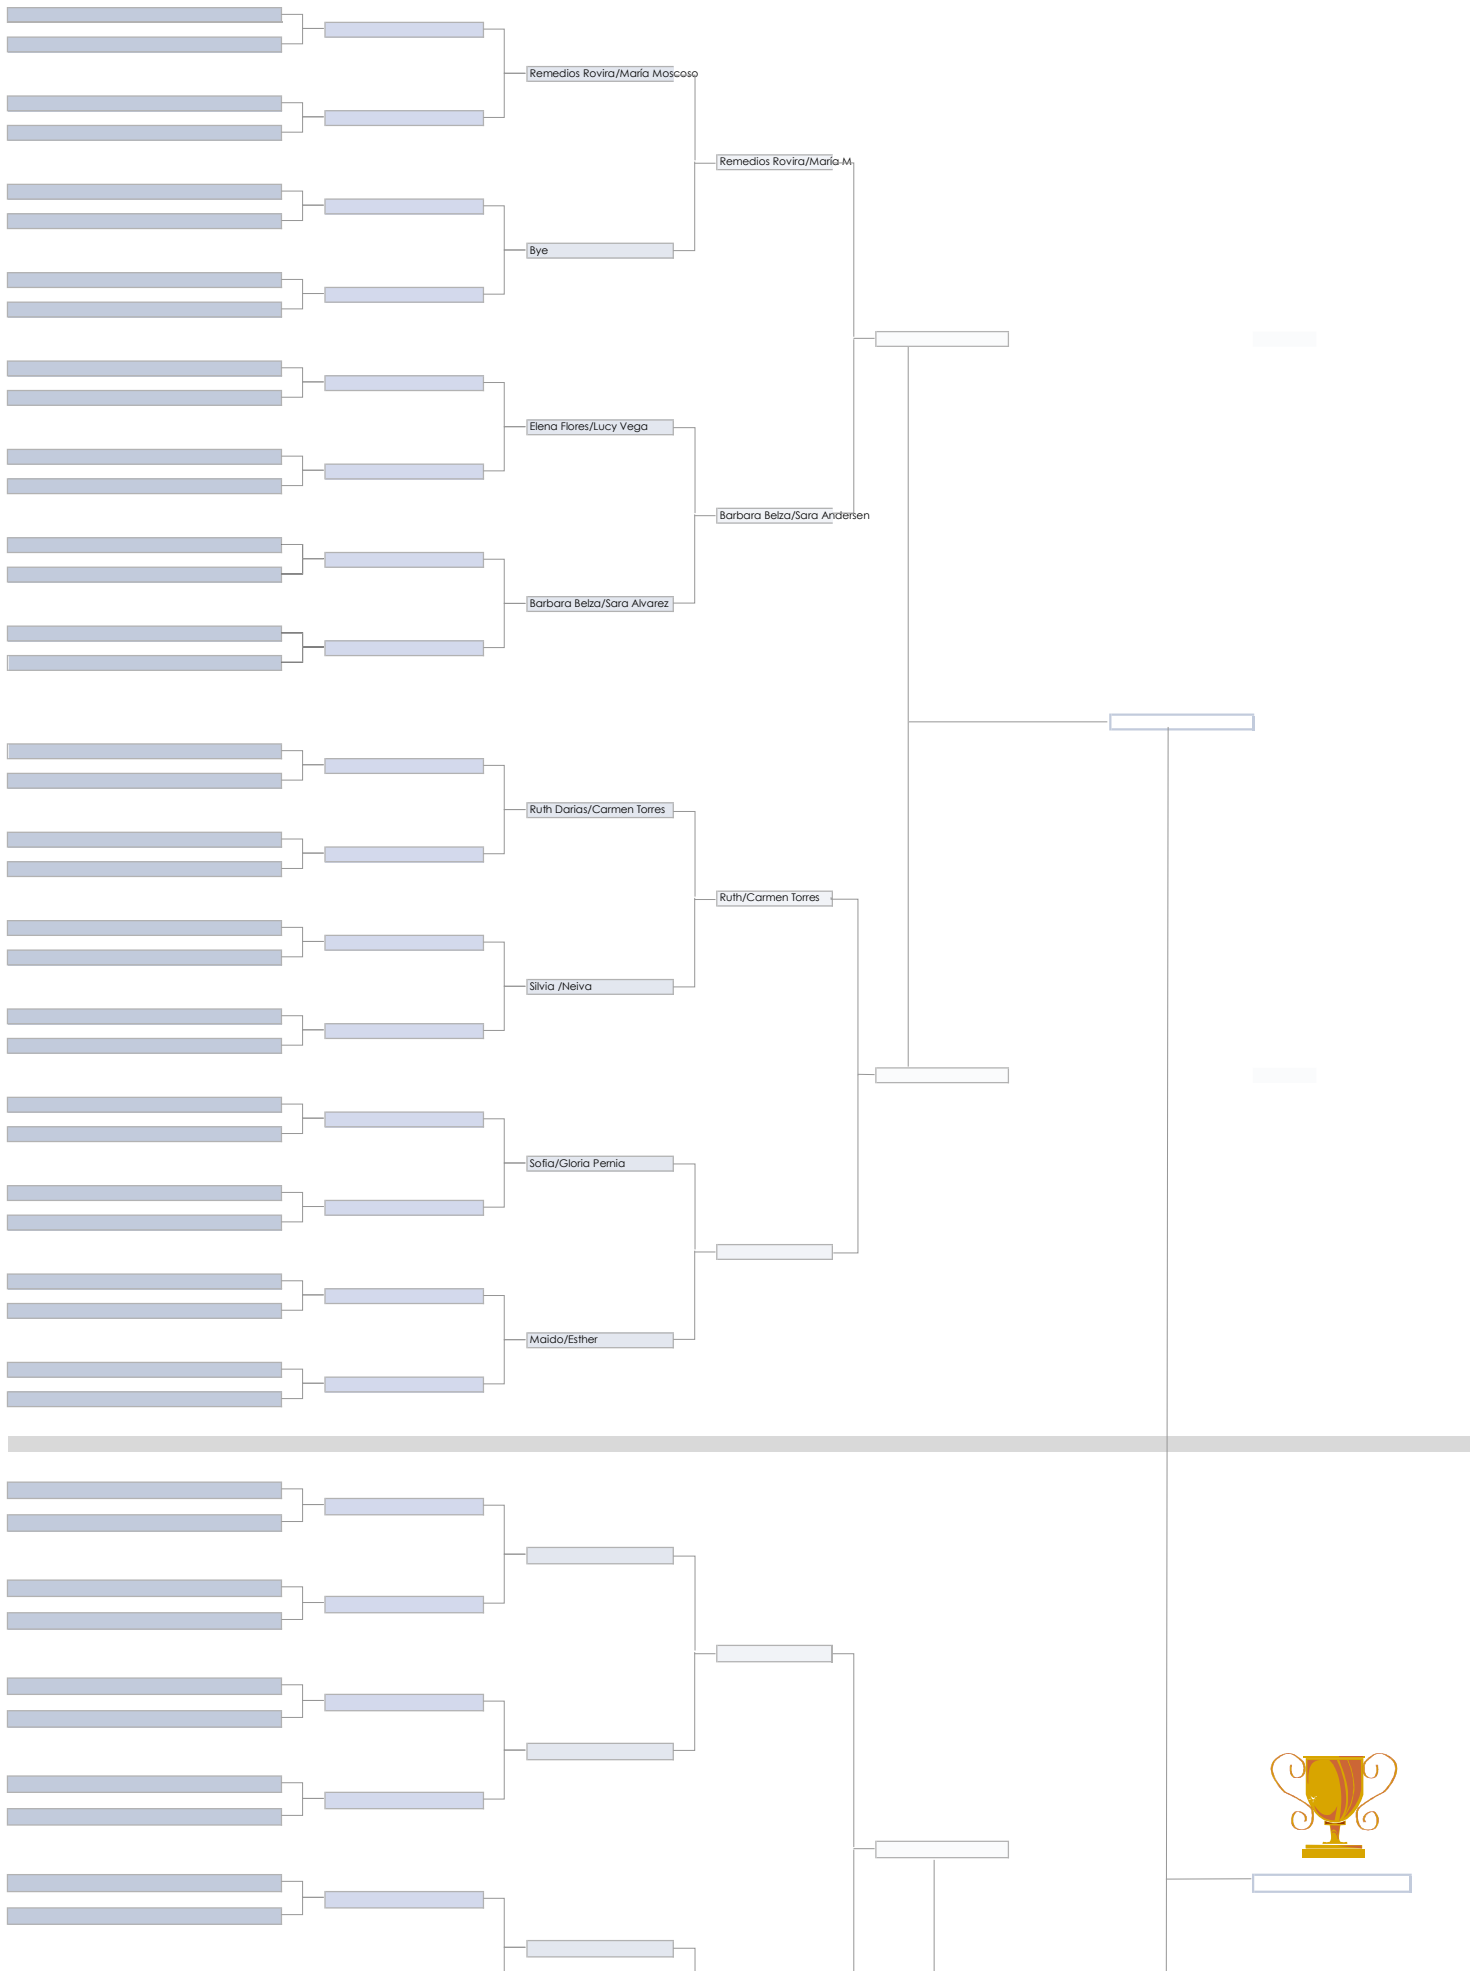 Remedios Rovira/María Moscoso
Remedios Rovira/María M
Bye
Elena Flores/Lucy Vega
Barbara Belza/Sara Andersen
Barbara Belza/Sara Alvarez
Ruth Darias/Carmen Torres
Ruth/Carmen Torres
Silvia /Neiva
Sofia/Gloria Pernia
Maido/Esther